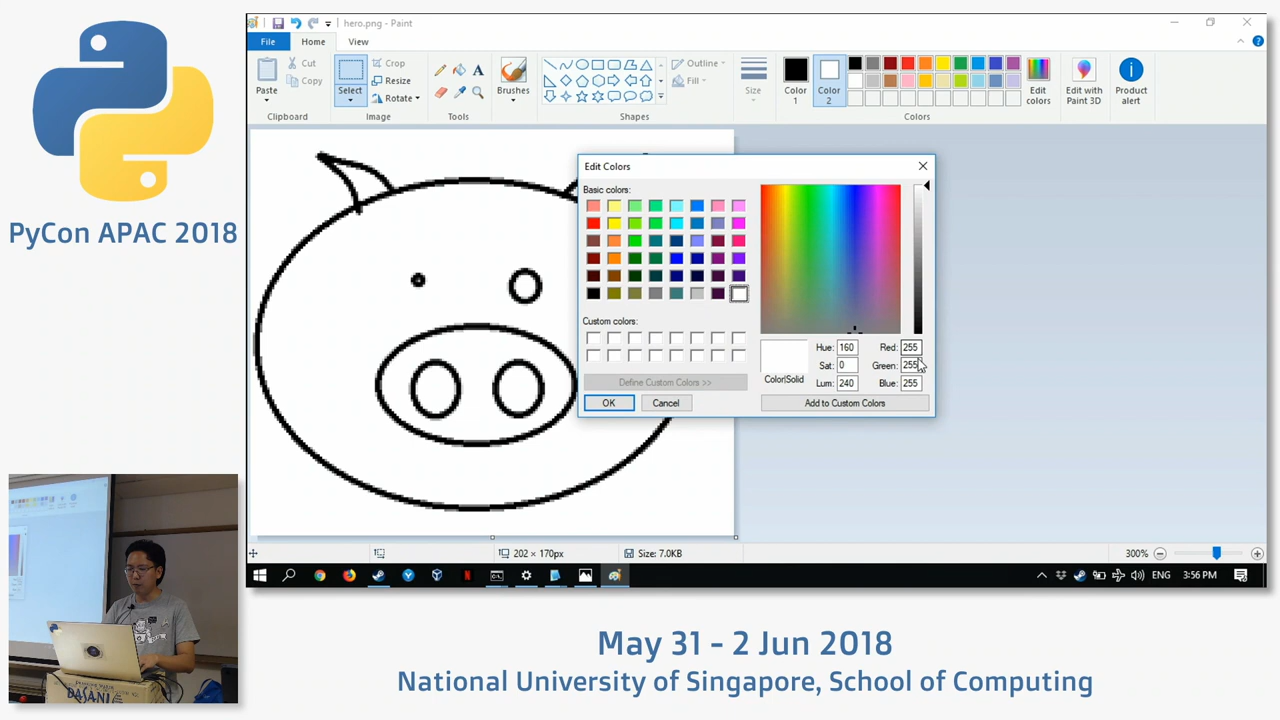 PyCon APAC 2018
hero.png - Paint
File
Home
View
Paste
Cut
Copy
Clipboard
Select
Crop
Resize
Rotate
Image
Tools
Brushes
Shapes
Outline
Fill
Size
Color 1
Color 2
Edit colors
Colors
Edit with Paint 3D
Product alert
Edit Colors
Basic colors:
Custom colors:
Define Custom Colors >>
OK
Cancel
Color|Solid
Hue: 160
Sat: 0
Lum: 240
Red: 255
Green: 255
Blue: 255
Add to Custom Colors
202 × 170px
Size: 7.0KB
300%
ENG
3:56 PM
DASANI
May 31 - 2 Jun 2018
National University of Singapore, School of Computing